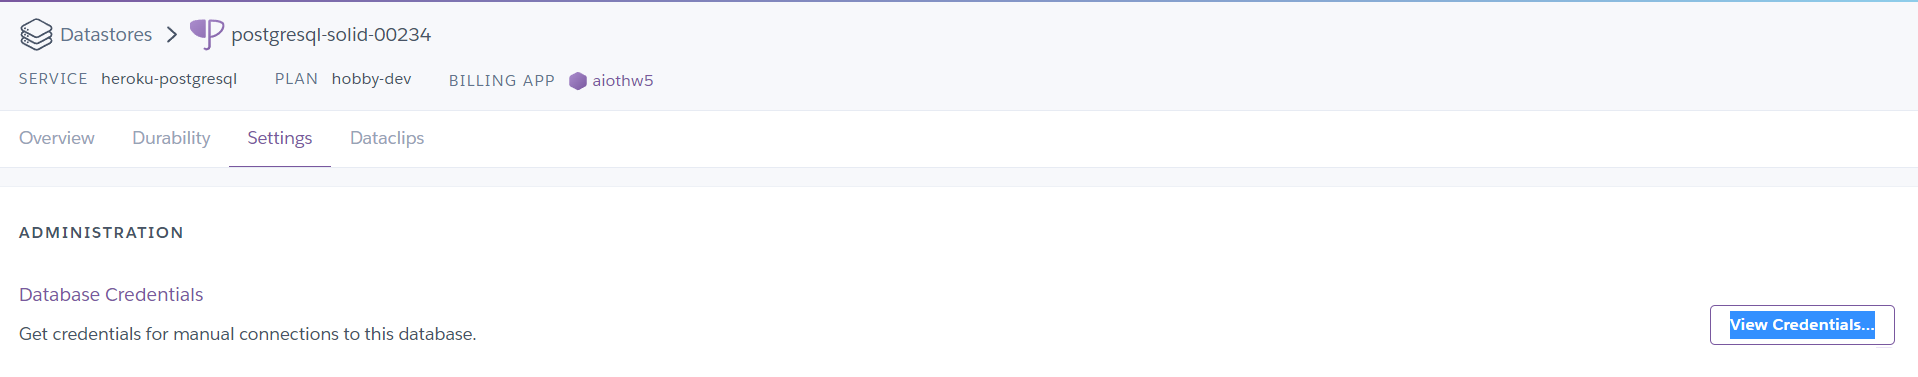 Datastores > postgresql-solid-00234
SERVICE heroku-postgresql PLAN hobby-dev BILLING APP aiothw5
Overview Durability Settings Dataclips
ADMINISTRATION
Database Credentials
Get credentials for manual connections to this database.
View Credentials...